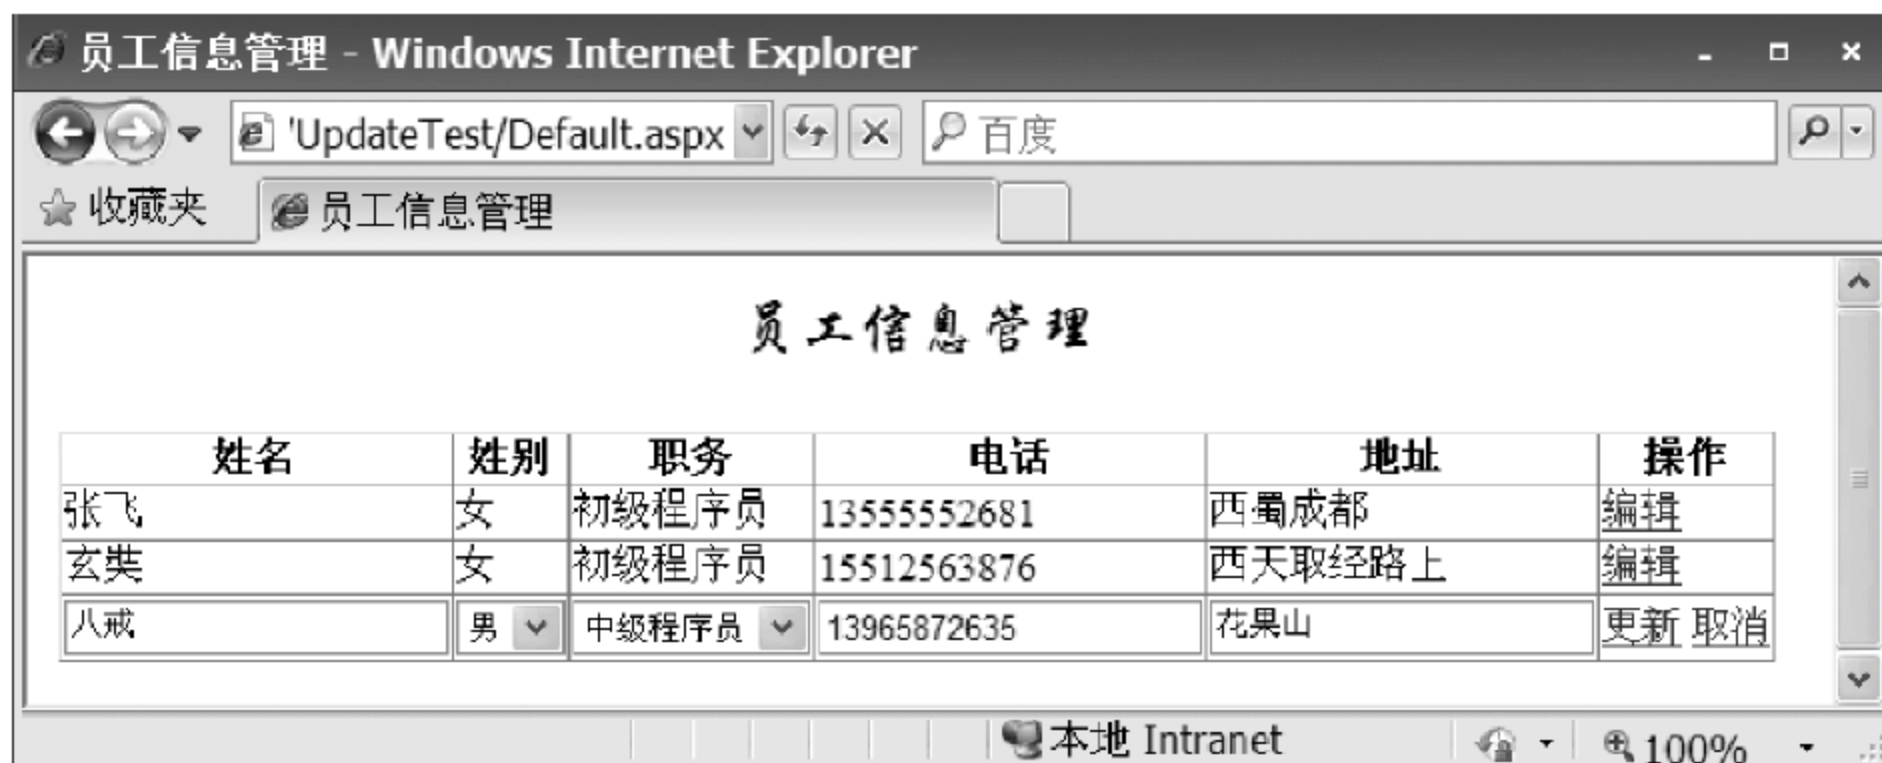 员工信息管理 - Windows Internet Explorer
'UpdateTest/Default.aspx 百度
收藏夹 员工信息管理
员工信息管理
姓名 姓别 职务 电话 地址 操作
张飞 女 初级程序员 13555552681 西蜀成都 编辑
玄奘 女 初级程序员 15512563876 西天取经路上 编辑
八戒 男 中级程序员 13965872635 花果山 更新 取消
本地 Intranet 100%